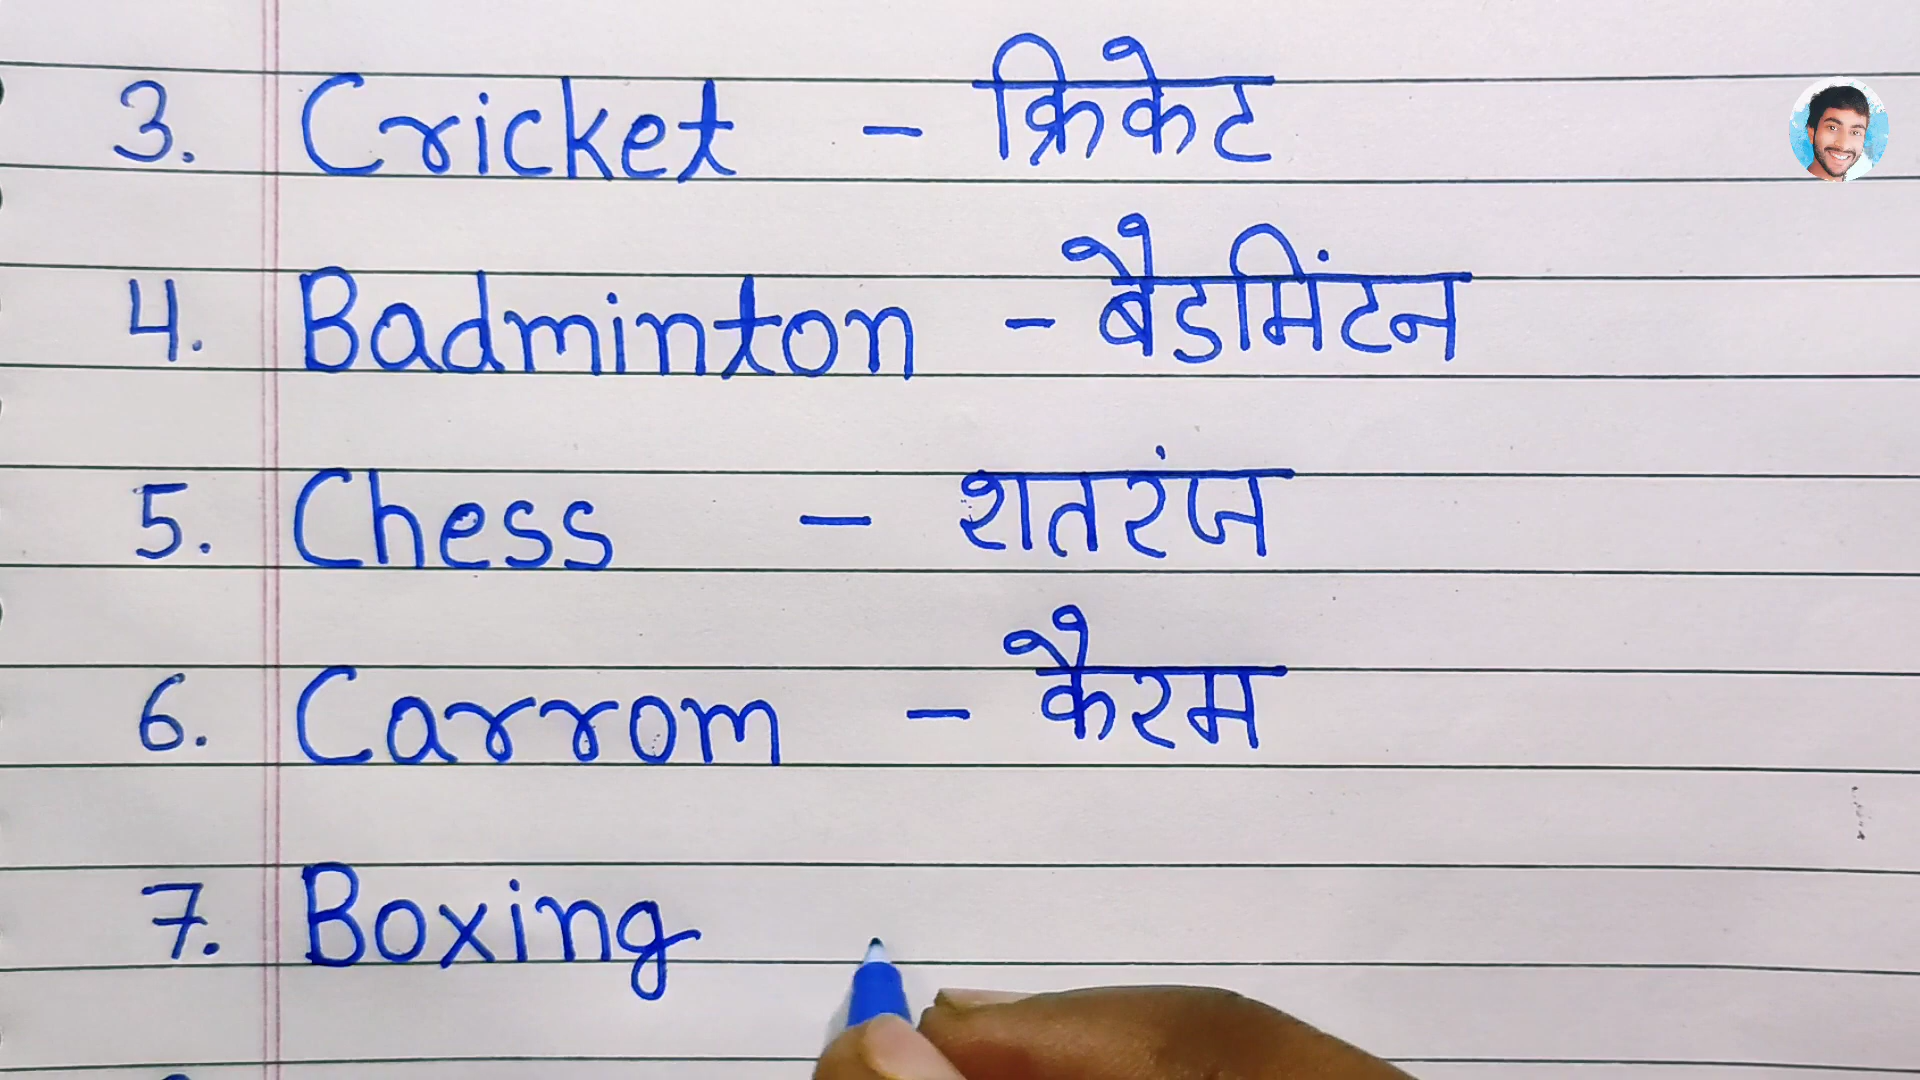 3. Cricket - क्रिकेट
4. Badminton - बैडमिंटन
5. Chess - शतरंज
6. Carrom - कैरम
7. Boxing